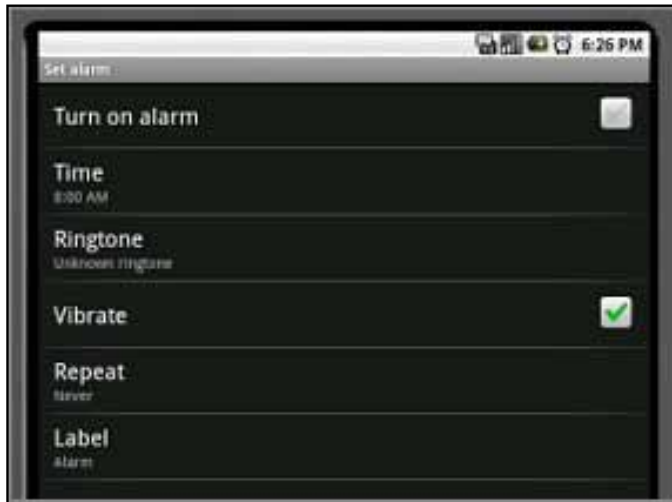 6:26 PM
Set alarm
Turn on alarm
Time
8:00 AM
Ringtone
Unknown ringtone
Vibrate
Repeat
Never
Label
Alarm